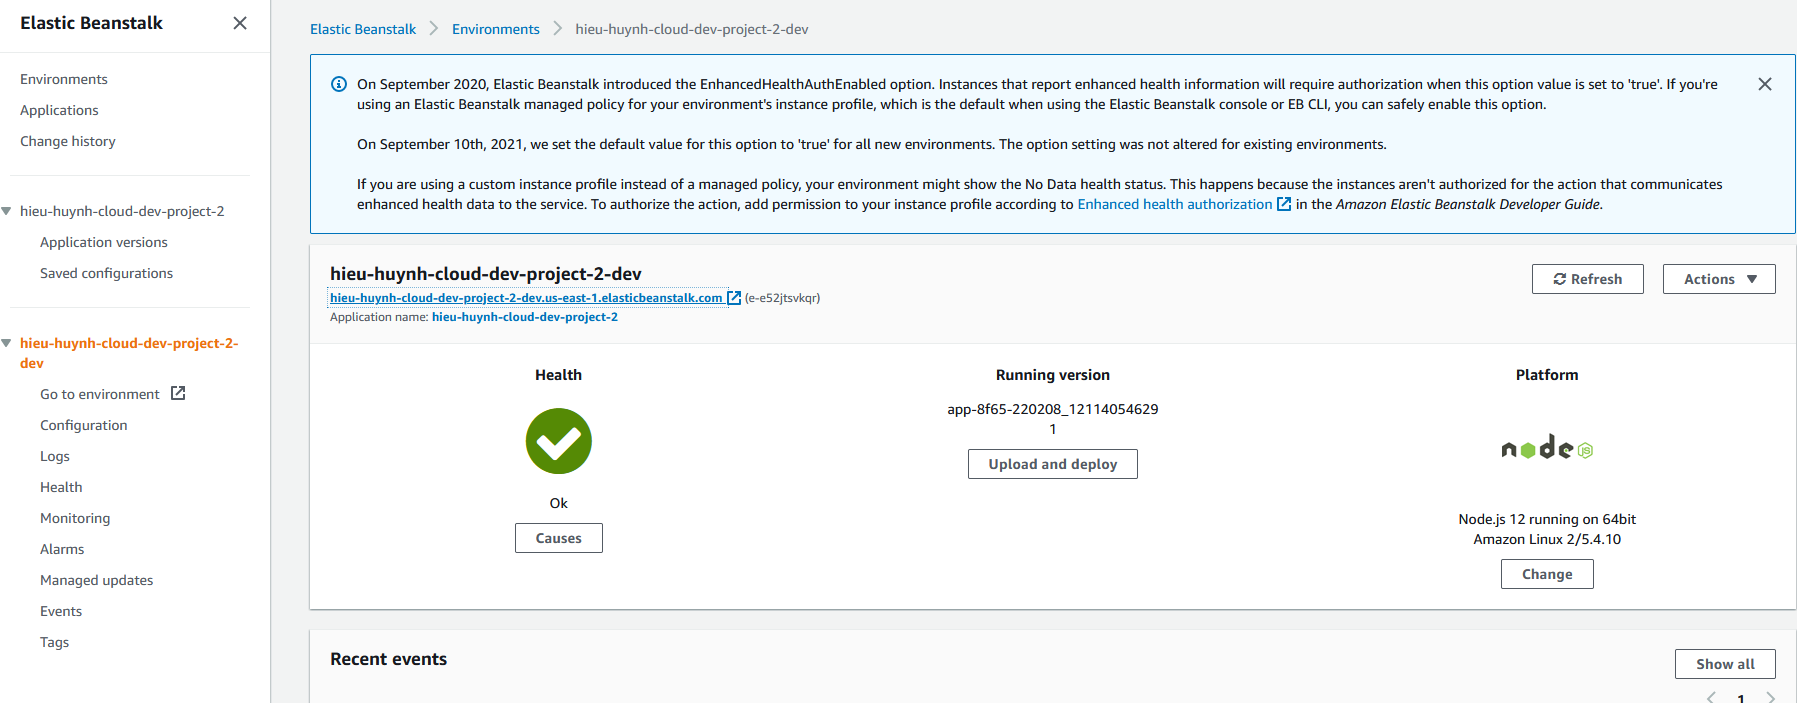 Elastic Beanstalk
Environments
Applications
Change history
hieu-huynh-cloud-dev-project-2
Application versions
Saved configurations
hieu-huynh-cloud-dev-project-2-
dev
Go to environment
Configuration
Logs
Health
Monitoring
Alarms
Managed updates
Events
Tags
Elastic Beanstalk
Environments
hieu-huynh-cloud-dev-project-2-dev
On September 2020, Elastic Beanstalk introduced the EnhancedHealthAuthEnabled option. Instances that report enhanced health information will require authorization when this option value is set to 'true'. If you're
using an Elastic Beanstalk managed policy for your environment's instance profile, which is the default when using the Elastic Beanstalk console or EB CLI, you can safely enable this option.
On September 10th, 2021, we set the default value for this option to 'true' for all new environments. The option setting was not altered for existing environments.
If you are using a custom instance profile instead of a managed policy, your environment might show the No Data health status. This happens because the instances aren't authorized for the action that communicates
enhanced health data to the service. To authorize the action, add permission to your instance profile according to Enhanced health authorization in the Amazon Elastic Beanstalk Developer Guide.
hieu-huynh-cloud-dev-project-2-dev
hieu-huynh-cloud-dev-project-2-dev.us-east-1.elasticbeanstalk.com (e-e52jtsvkqr)
Application name: hieu-huynh-cloud-dev-project-2
Refresh
Actions
Health
Ok
Causes
Running version
app-8f65-220208_12114054629
1
Upload and deploy
Platform
node JS
Node.js 12 running on 64bit
Amazon Linux 2/5.4.10
Change
Recent events
Show all
1